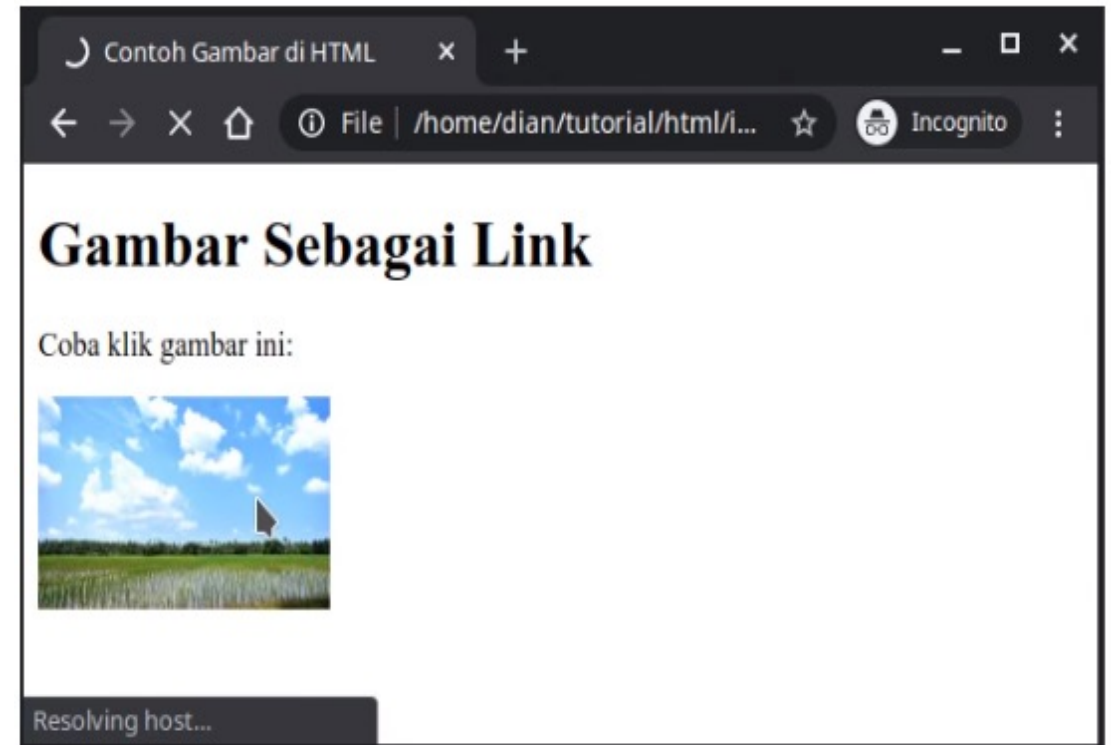 Contoh Gambar di HTML
File /home/dian/tutorial/html/i... Incognito
Gambar Sebagai Link
Coba klik gambar ini:
Resolving host...